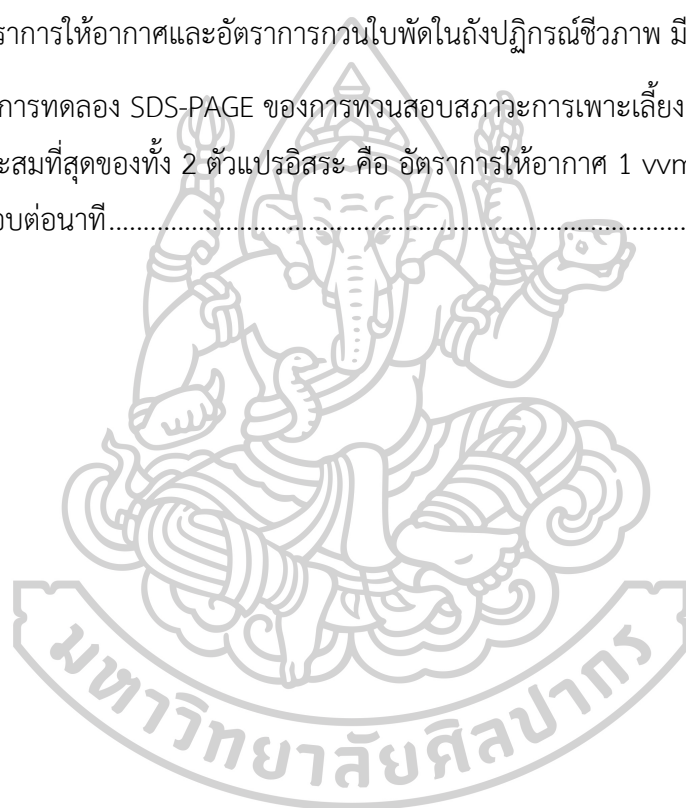 ราการให้อากาศและอัตราการกวนใบพัดในถังปฏิกรณ์ชีวภาพ มี
การทดลอง SDS-PAGE ของการทวนสอบสภาวะการเพาะเลี้ยง
ะสมที่สุดของทั้ง 2 ตัวแปรอิสระ คือ อัตราการให้อากาศ 1 vvm
อบต่อนาที..........................................................................................
มหาวิทยาลัยศิลปากร